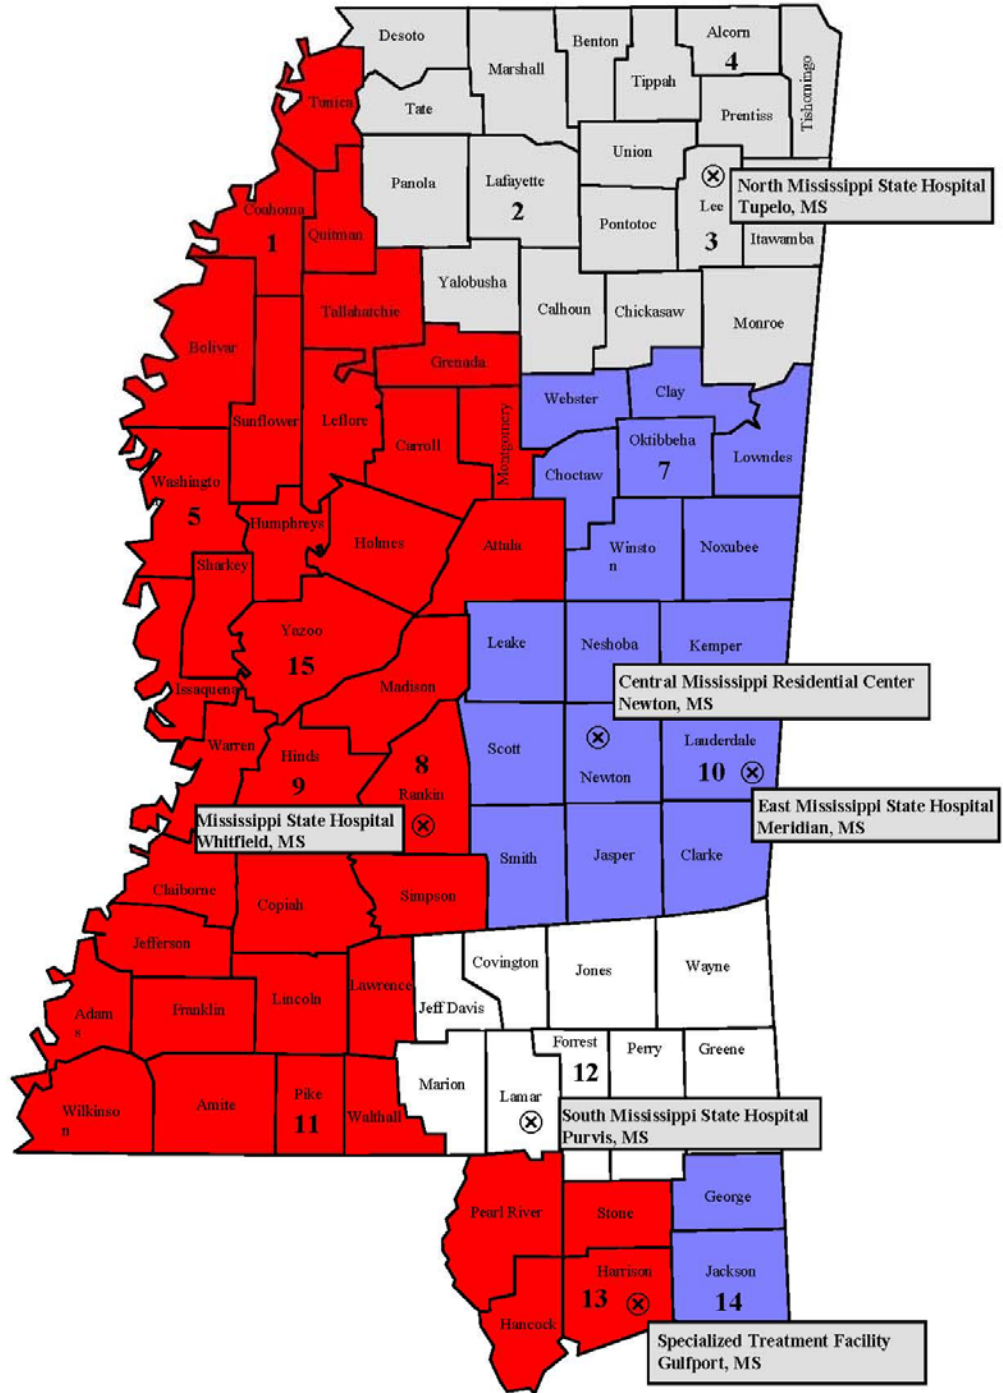 Desoto
Marshall
Benton
Tippah
Alcorn
4
Tishomingo
Tunica
Tate
Prentiss
Union
Panola
Lafayette
2
Pontotoc
Lee
3
Itawamba
North Mississippi State Hospital
Tupelo, MS
Coahoma
1
Quitman
Yalobusha
Tallahatchie
Calhoun
Chickasaw
Monroe
Bolivar
Grenada
Webster
Clay
Sunflower
Leflore
Carroll
Montgomery
Choctaw
Oktibbeha
7
Lowndes
Washingto
n
5
Humphreys
Holmes
Attala
Winsto
n
Noxubee
Sharkey
Yazoo
15
Leake
Neshoba
Kemper
Issaquena
Madison
Central Mississippi Residential Center
Newton, MS
Warren
Hinds
9
8
Rankin
Scott
Newton
Lauderdale
10
Mississippi State Hospital
Whitfield, MS
East Mississippi State Hospital
Meridian, MS
Smith
Jasper
Clarke
Claiborne
Copiah
Simpson
Jefferson
Covington
Jones
Wayne
Adam
s
Franklin
Lincoln
Lawrence
Jeff Davis
Forrest
12
Perry
Greene
Wilkinso
n
Amite
Pike
11
Walthall
Marion
Lamar
South Mississippi State Hospital
Purvis, MS
Pearl River
Stone
George
Harrison
13
Jackson
14
Hancock
Specialized Treatment Facility
Gulfport, MS